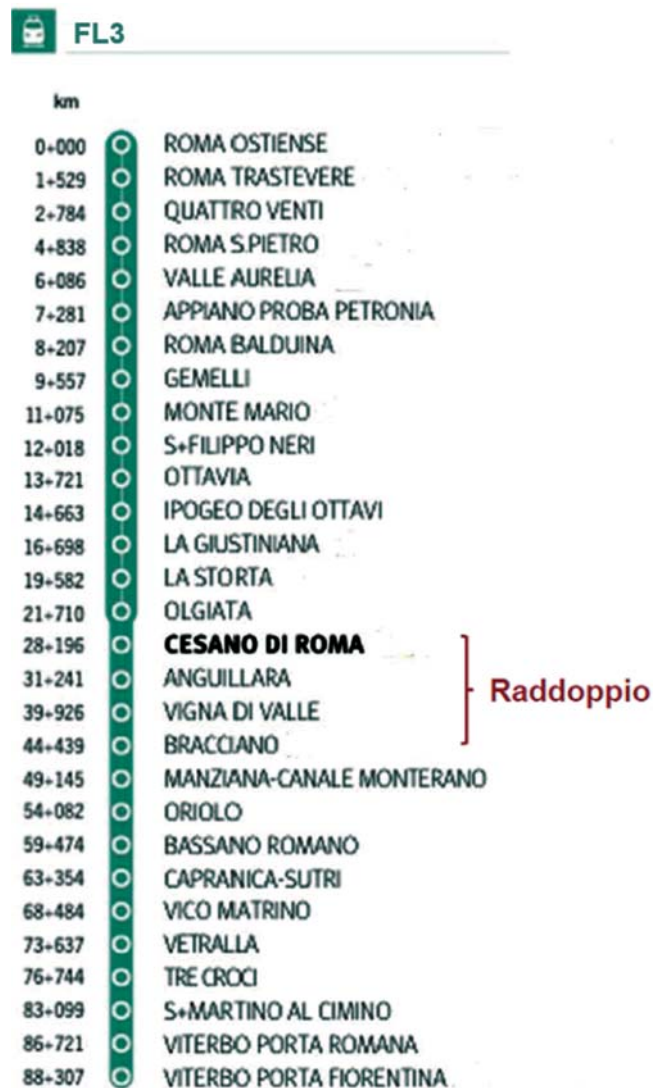 FL3
km
0+000 ROMA OSTIENSE
1+529 ROMA TRASTEVERE
2+784 QUATTRO VENTI
4+838 ROMA S.PIETRO
6+086 VALLE AURELIA
7+281 APPIANO PROBA PETRONIA
8+207 ROMA BALDUINA
9+557 GEMELLI
11+075 MONTE MARIO
12+018 S+FILIPPO NERI
13+721 OTTAVIA
14+663 IPOGEO DEGLI OTTAVI
16+698 LA GIUSTINIANA
19+582 LA STORTA
21+710 OLGIATA
28+196 CESANO DI ROMA
31+241 ANGUILLARA
Raddoppio
39+926 VIGNA DI VALLE
44+439 BRACCIANO
49+145 MANZIANA-CANALE MONTERANO
54+082 ORIOLO
59+474 BASSANO ROMANO
63+354 CAPRANICA-SUTRI
68+484 VICO MATRINO
73+637 VETRALLA
76+744 TRE CROCI
83+099 S+MARTINO AL CIMINO
86+721 VITERBO PORTA ROMANA
88+307 VITERBO PORTA FIORENTINA